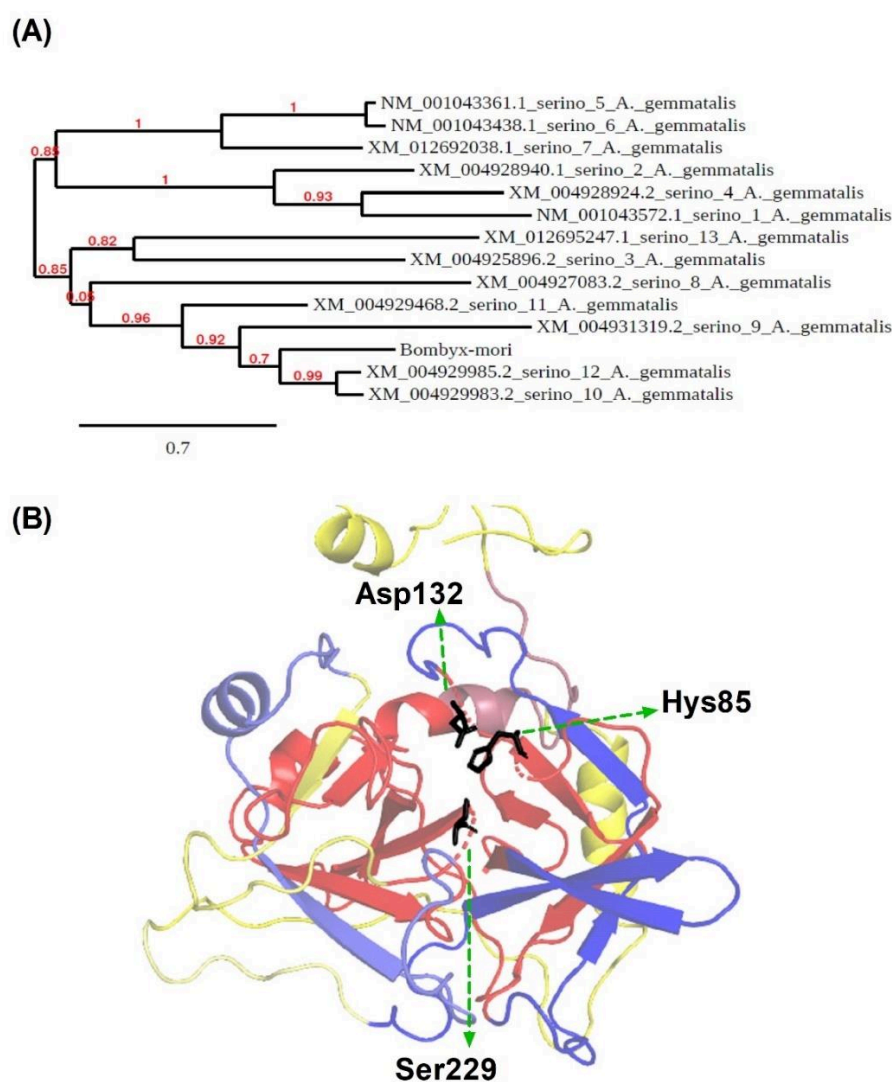 (A)
1
NM_001043361.1_serino_5_A._gemmatalis
1
NM_001043438.1_serino_6_A._gemmatalis
0.85
XM_012692038.1_serino_7_A._gemmatalis
XM_004928940.1_serino_2_A._gemmatalis
1
0.93
XM_004928924.2_serino_4_A._gemmatalis
NM_001043572.1_serino_1_A._gemmatalis
0.82
XM_012695247.1_serino_13_A._gemmatalis
XM_004925896.2_serino_3_A._gemmatalis
0.85
XM_004927083.2_serino_8_A._gemmatalis
0.05
XM_004929468.2_serino_11_A._gemmatalis
0.96
XM_004931319.2_serino_9_A._gemmatalis
0.92
Bombyx-mori
0.7
XM_004929985.2_serino_12_A._gemmatalis
0.99
XM_004929983.2_serino_10_A._gemmatalis
0.7
(B)
Asp132
Hys85
Ser229